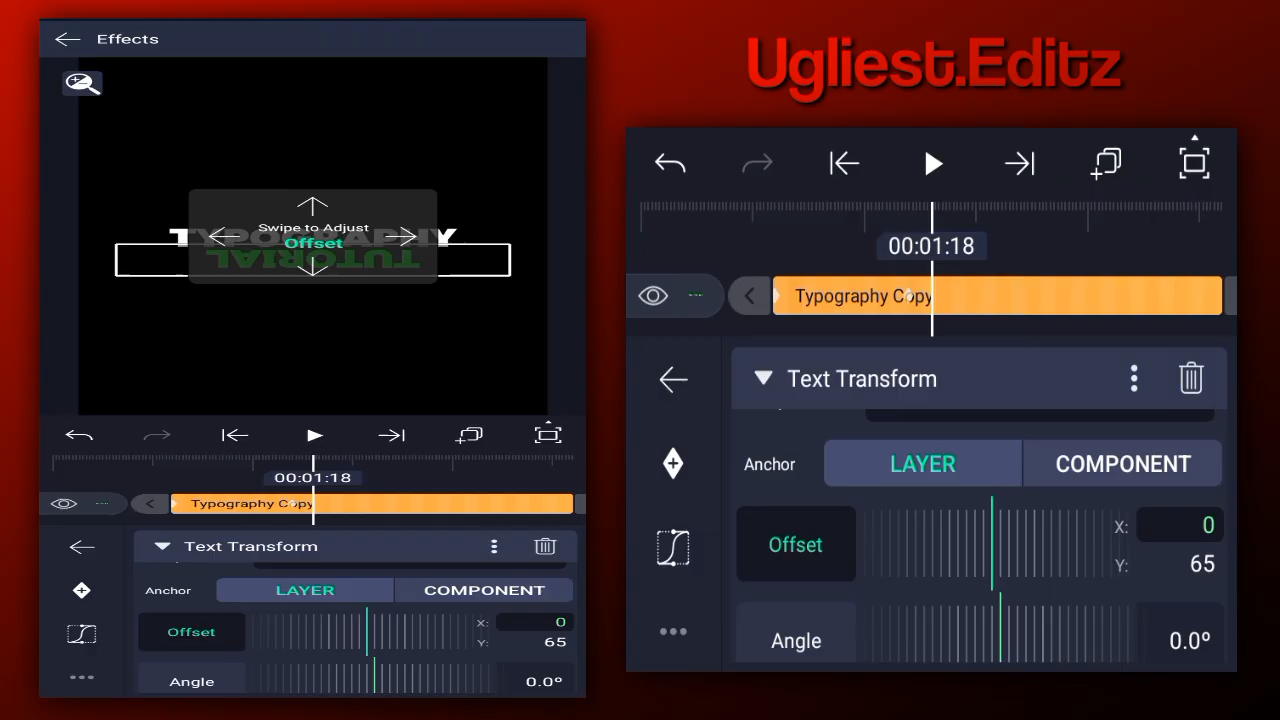 Effects
Swipe to Adjust
Offset
TYPOGRAPHY
TUTORIAL
00:01:18
Typography Copy
Text Transform
Anchor
LAYER
COMPONENT
Offset
X: 0
Y: 65
Angle
0.0º
Ugliest.Editz
00:01:18
Typography Copy
Text Transform
Anchor
LAYER
COMPONENT
Offset
X: 0
Y: 65
Angle
0.0º